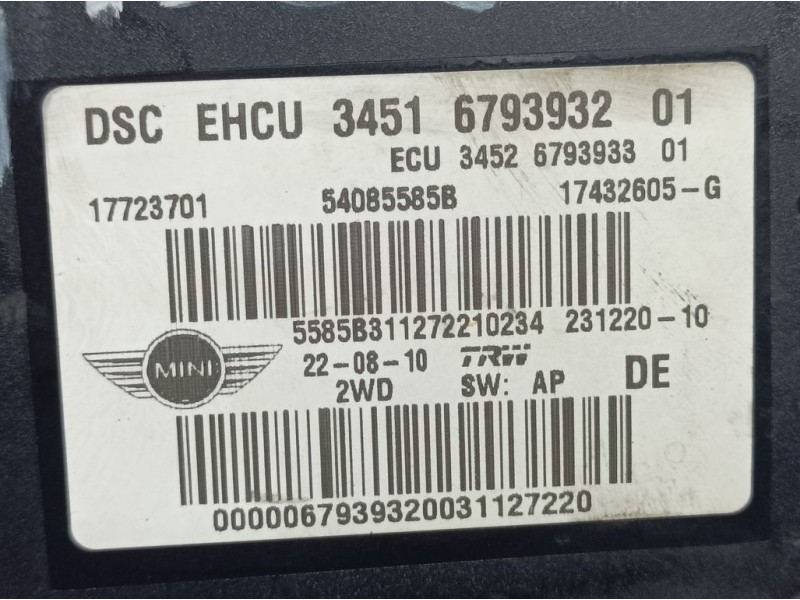 DSC EHCU 3451 6793932 01
ECU 3452 6793933 01
17723701 54085585B 17432605-G
5585B311272210234 231220-10
MINI 22-08-10 TRW DE
2WD SW: AP
0000067939320031127220